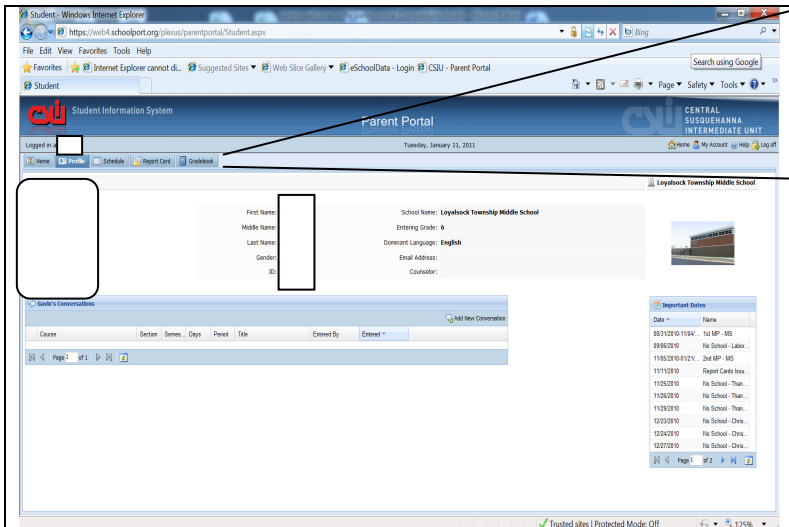 Student - Windows Internet Explorer
https://web4.schoolport.org/plexus/parentportal/Student.aspx
Bing
File Edit View Favorites Tools Help
Search using Google
Favorites Internet Explorer cannot di... Suggested Sites Web Slice Gallery eSchoolData - Login CSIU - Parent Portal
Student
Page Safety Tools
CSIU Student Information System
Parent Portal
CSIU CENTRAL
SUSQUEHANNA
INTERMEDIATE UNIT
Logged in a
Tuesday, January 11, 2011
Home My Account Help Log off
Home Profile Schedule Report Card Gradebook
Loyalsock Township Middle School
First Name:
School Name: Loyalsock Township Middle School
Middle Name:
Entering Grade: 6
Last Name:
Dominant Language: English
Gender:
Email Address:
ID:
Counselor:
Gavin's Conversations
Add New Conversation
Course Section Semes... Days Period Title Entered By Entered
Page 1 of 1
Important Dates
Date Name
08/31/2010-11/04/... 1st MP - MS
09/06/2010 No School - Labor...
11/05/2010-01/21/... 2nd MP - MS
11/11/2010 Report Cards Issu...
11/25/2010 No School - Than...
11/26/2010 No School - Than...
11/29/2010 No School - Than...
12/23/2010 No School - Chris...
12/24/2010 No School - Chris...
12/27/2010 No School - Chris...
Page 1 of 2
Trusted sites | Protected Mode: Off
125%